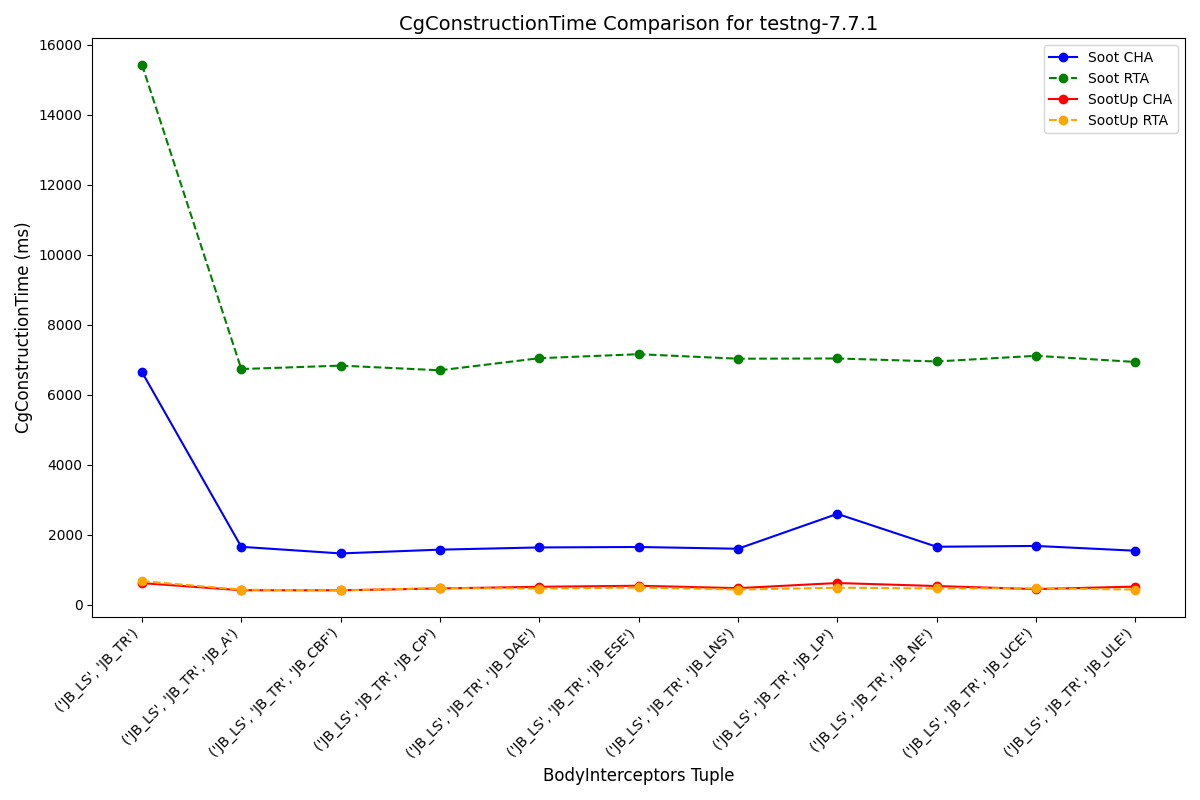 CgConstructionTime Comparison for testng-7.7.1
Soot CHA
Soot RTA
SootUp CHA
SootUp RTA
CgConstructionTime (ms)
16000
14000
12000
10000
8000
6000
4000
2000
0
('JB_LS', 'JB_TR')
('JB_LS', 'JB_TR', 'JB_A')
('JB_LS', 'JB_TR', 'JB_CBF')
('JB_LS', 'JB_TR', 'JB_CP')
('JB_LS', 'JB_TR', 'JB_DAE')
('JB_LS', 'JB_TR', 'JB_ESE')
('JB_LS', 'JB_TR', 'JB_LNS')
('JB_LS', 'JB_TR', 'JB_LP')
('JB_LS', 'JB_TR', 'JB_NE')
('JB_LS', 'JB_TR', 'JB_UCE')
('JB_LS', 'JB_TR', 'JB_ULE')
BodyInterceptors Tuple